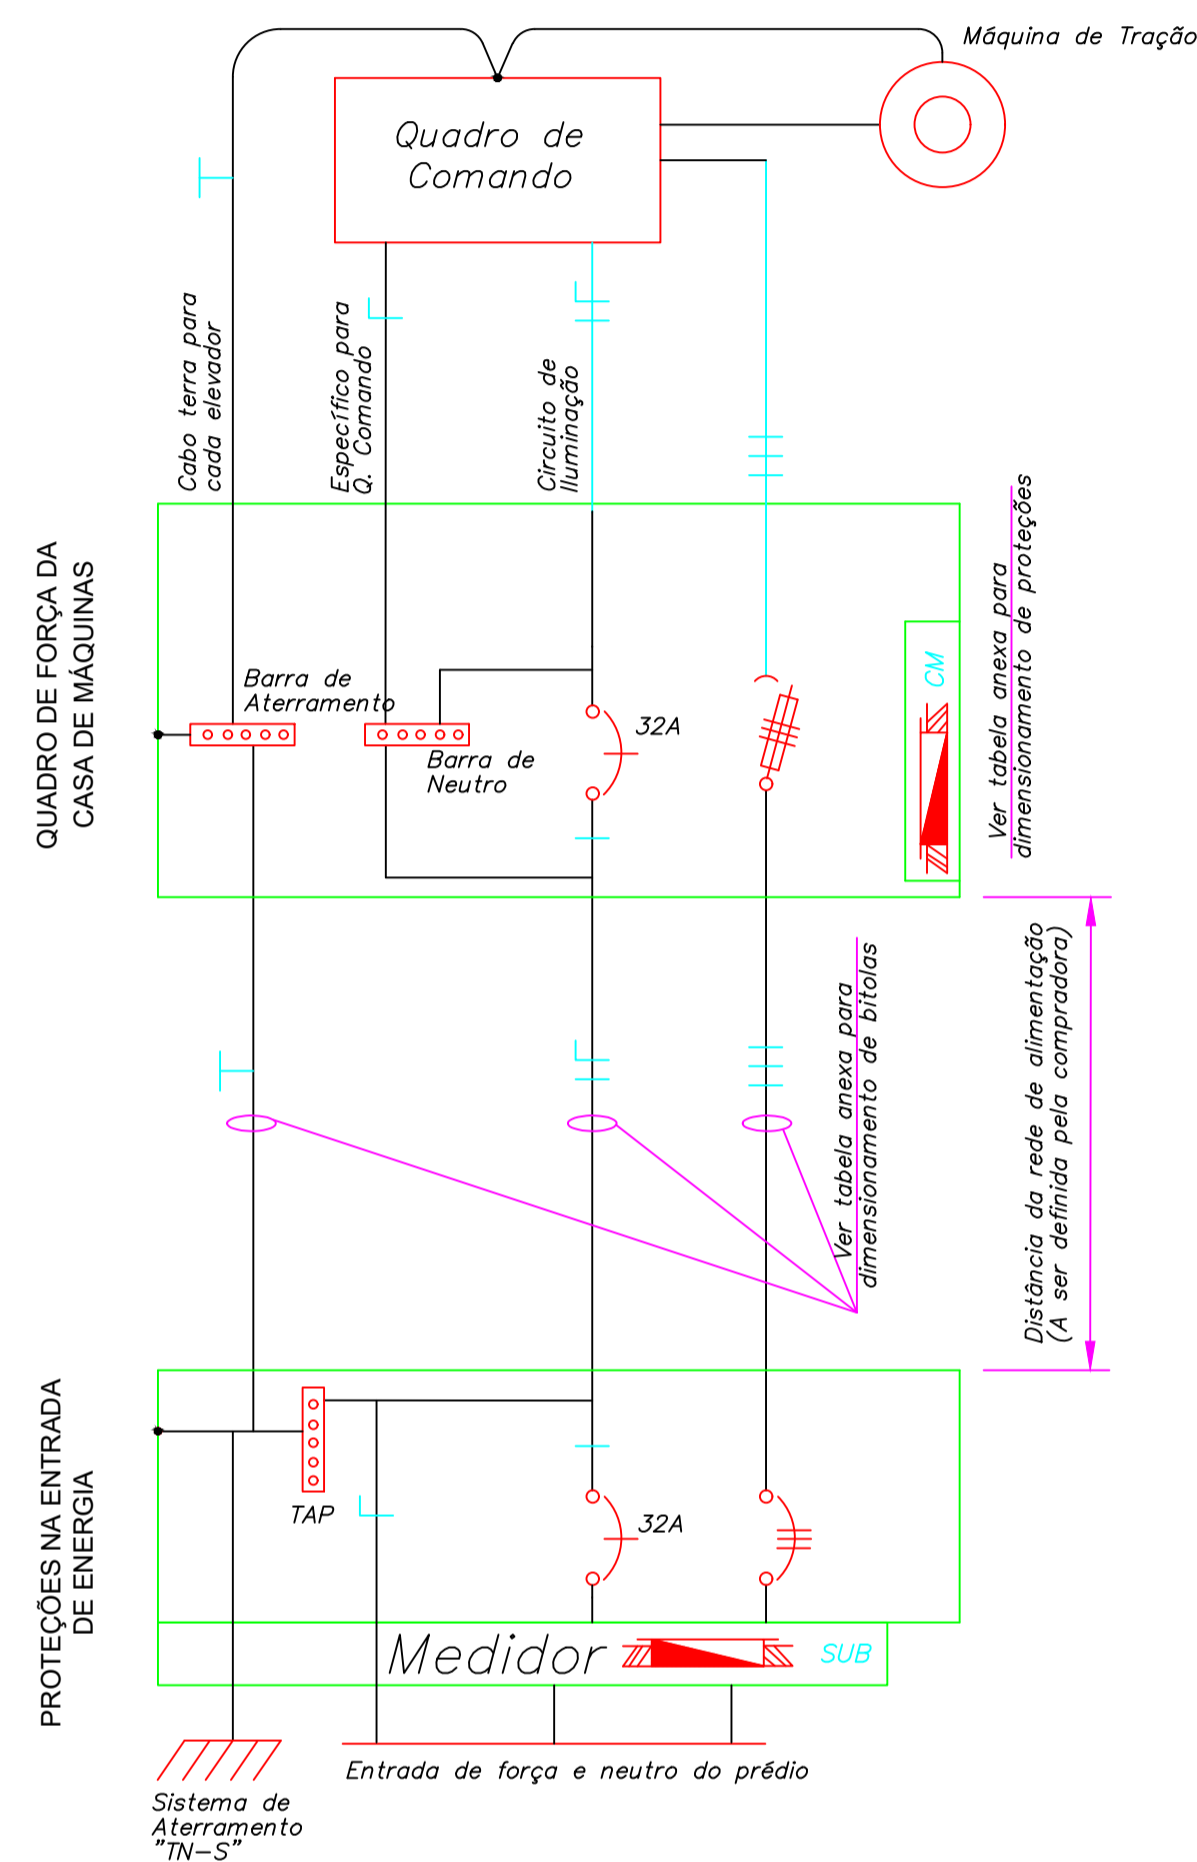 Máquina de Tração
Quadro de
Comando
Cabo terra para
cada elevador
Específico para
Q. Comando
Circuito de
Iluminação
QUADRO DE FORÇA DA
CASA DE MÁQUINAS
Barra de
Aterramento
Barra de
Neutro
32A
CM
Ver tabela anexa para
dimensionamento de proteções
Ver tabela anexa para
dimensionamento de bitolas
Distância da rede de alimentação
(A ser definida pela compradora)
PROTEÇÕES NA ENTRADA
DE ENERGIA
TAP
32A
Medidor
SUB
Entrada de força e neutro do prédio
Sistema de
Aterramento
"TN-S"